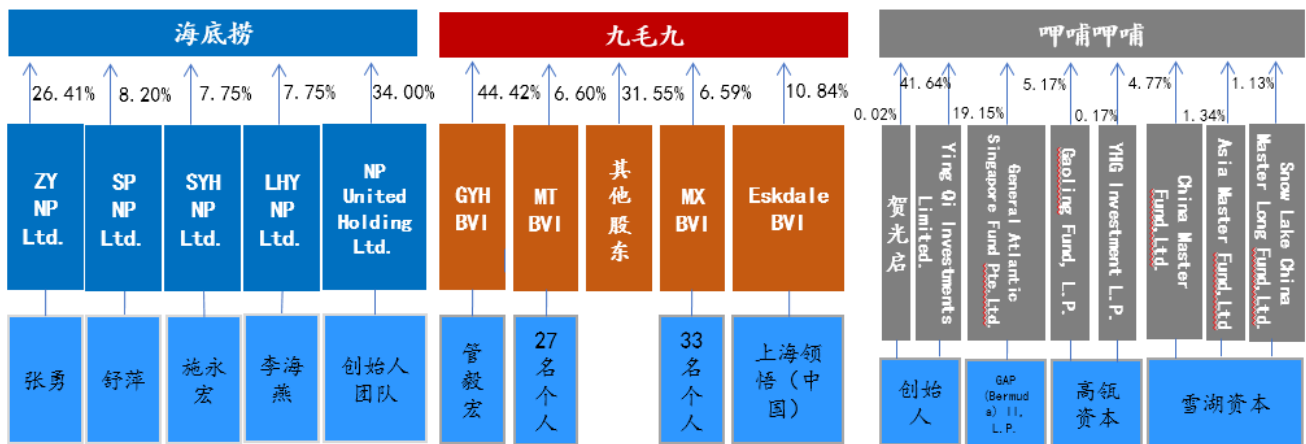 海底捞
九毛九
呷哺呷哺
26.41%
8.20%
7.75%
7.75%
34.00%
44.42%
6.60%
31.55%
6.59%
10.84%
0.02%
41.64%
19.15%
5.17%
0.17%
4.77%
1.34%
1.13%
ZY
NP
Ltd.
SP
NP
Ltd.
SYH
NP
Ltd.
LHY
NP
Ltd.
NP
United
Holding
Ltd.
GYH
BVI
MT
BVI
其他股东
MX
BVI
Eskdale
BVI
贺光启
Ying Qi Investments
Limited.
General Atlantic
Singapore Fund Pte.Ltd
Gaoling Fund, L.P.
YHG Investment L.P.
China Master
Fund,Ltd.
Asia Master Fund,Ltd
Snow Lake China
Master Long Fund,Ltd.
张勇
舒萍
施永
宏
李海
燕
创始人
团队
管
毅
宏
27
名
个
人
33
名
个
人
上海领
悟（中
国）
创始
人
GAP
(Bermud
a) II,
L.P.
高瓴
资本
雪湖资本